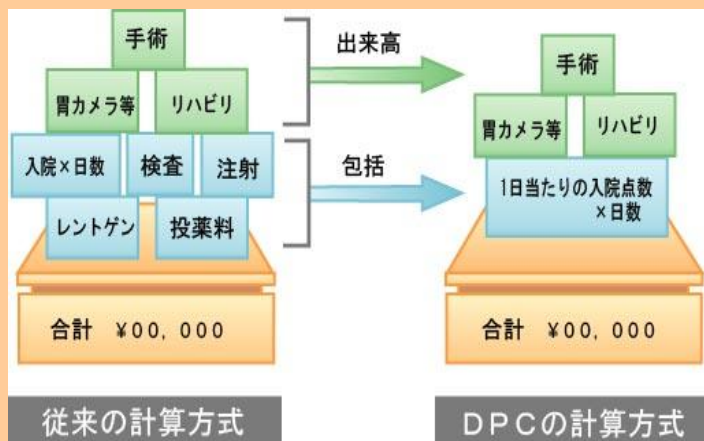 手術
胃カメラ等
リハビリ
入院×日数
検査
注射
レントゲン
投薬料
合計 ¥00,000
従来の計算方式
出来高
包括
手術
胃カメラ等
リハビリ
1日当たりの入院点数
×日数
合計 ¥00,000
DPCの計算方式